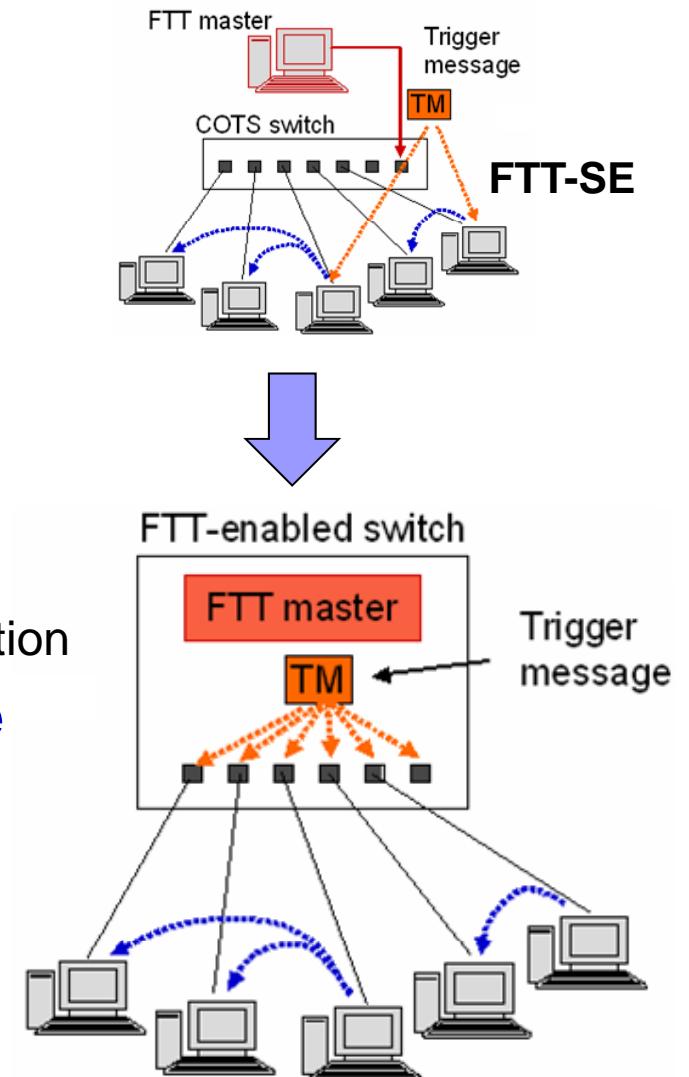 FTT master
Trigger
message
TM
COTS switch
FTT-SE
FTT-enabled switch
FTT master
TM
Trigger
message